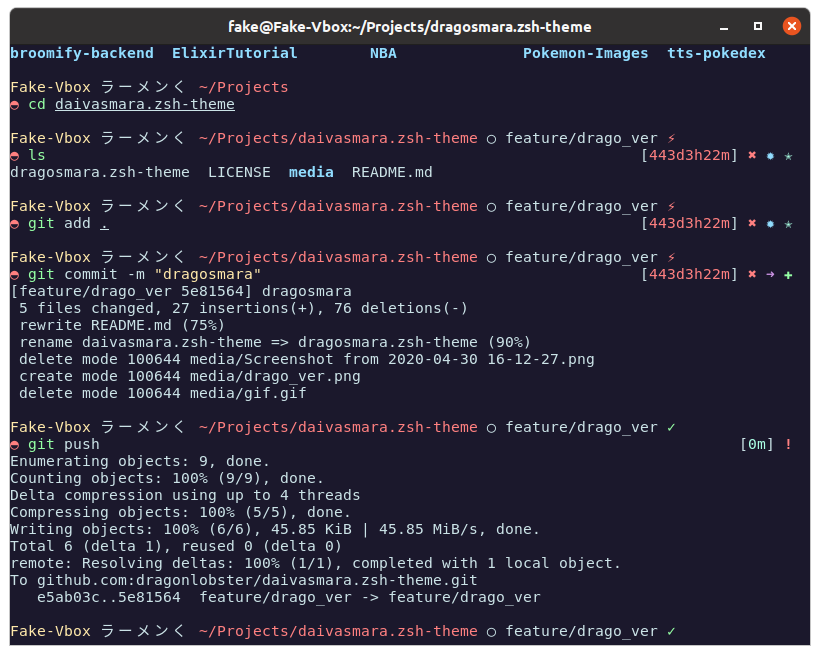 fake@Fake-Vbox:~/Projects/dragosmara.zsh-theme
broomify-backend  ElixirTutorial        NBA              Pokemon-Images  tts-pokedex
Fake-Vbox ラーメンく ~/Projects
◓ cd daivasmara.zsh-theme
Fake-Vbox ラーメンく ~/Projects/daivasmara.zsh-theme ○ feature/drago_ver ⚡
◓ ls [443d3h22m] ✖ ✹ ✭
dragosmara.zsh-theme  LICENSE  media  README.md
Fake-Vbox ラーメンく ~/Projects/daivasmara.zsh-theme ○ feature/drago_ver ⚡
◓ git add . [443d3h22m] ✖ ✹ ✭
Fake-Vbox ラーメンく ~/Projects/daivasmara.zsh-theme ○ feature/drago_ver ⚡
◓ git commit -m "dragosmara" [443d3h22m] ✖ ➜ ✚
[feature/drago_ver 5e81564] dragosmara
 5 files changed, 27 insertions(+), 76 deletions(-)
 rewrite README.md (75%)
 rename daivasmara.zsh-theme => dragosmara.zsh-theme (90%)
 delete mode 100644 media/Screenshot from 2020-04-30 16-12-27.png
 create mode 100644 media/drago_ver.png
 delete mode 100644 media/gif.gif
Fake-Vbox ラーメンく ~/Projects/daivasmara.zsh-theme ○ feature/drago_ver ✓
◓ git push [0m] !
Enumerating objects: 9, done.
Counting objects: 100% (9/9), done.
Delta compression using up to 4 threads
Compressing objects: 100% (5/5), done.
Writing objects: 100% (6/6), 45.85 KiB | 45.85 MiB/s, done.
Total 6 (delta 1), reused 0 (delta 0)
remote: Resolving deltas: 100% (1/1), completed with 1 local object.
To github.com:dragonlobster/daivasmara.zsh-theme.git
   e5ab03c..5e81564  feature/drago_ver -> feature/drago_ver
Fake-Vbox ラーメンく ~/Projects/daivasmara.zsh-theme ○ feature/drago_ver ✓